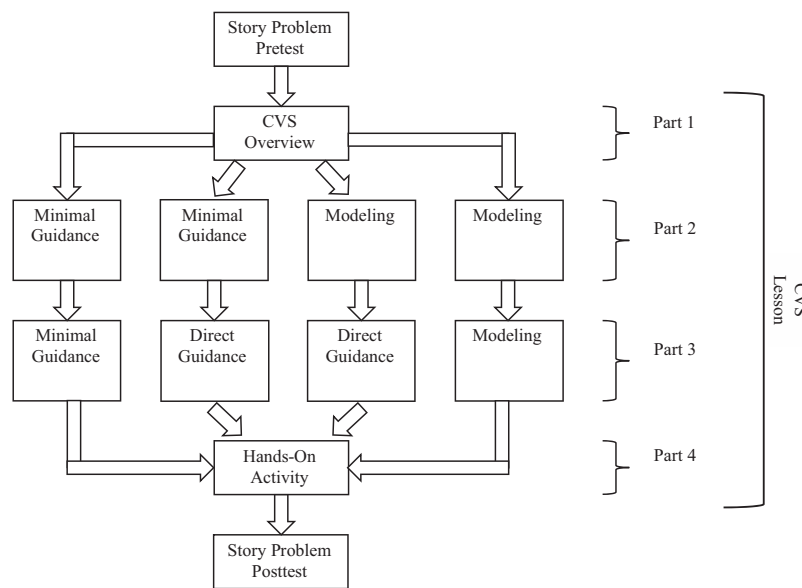 Story Problem
Pretest
CVS
Overview
Part 1
Minimal
Guidance
Minimal
Guidance
Modeling
Modeling
Part 2
Minimal
Guidance
Direct
Guidance
Direct
Guidance
Modeling
Part 3
CVS
Lesson
Hands-On
Activity
Part 4
Story Problem
Posttest